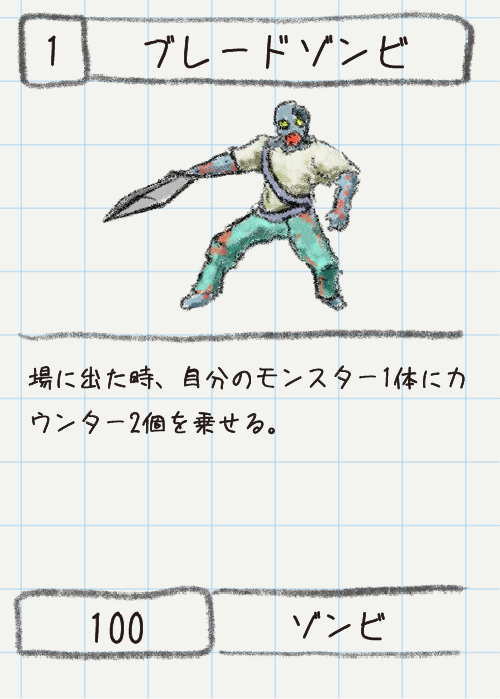 1
ブレードゾンビ
場に出た時、自分のモンスター1体にカ
ウンター2個を乗せる。
100
ゾンビ